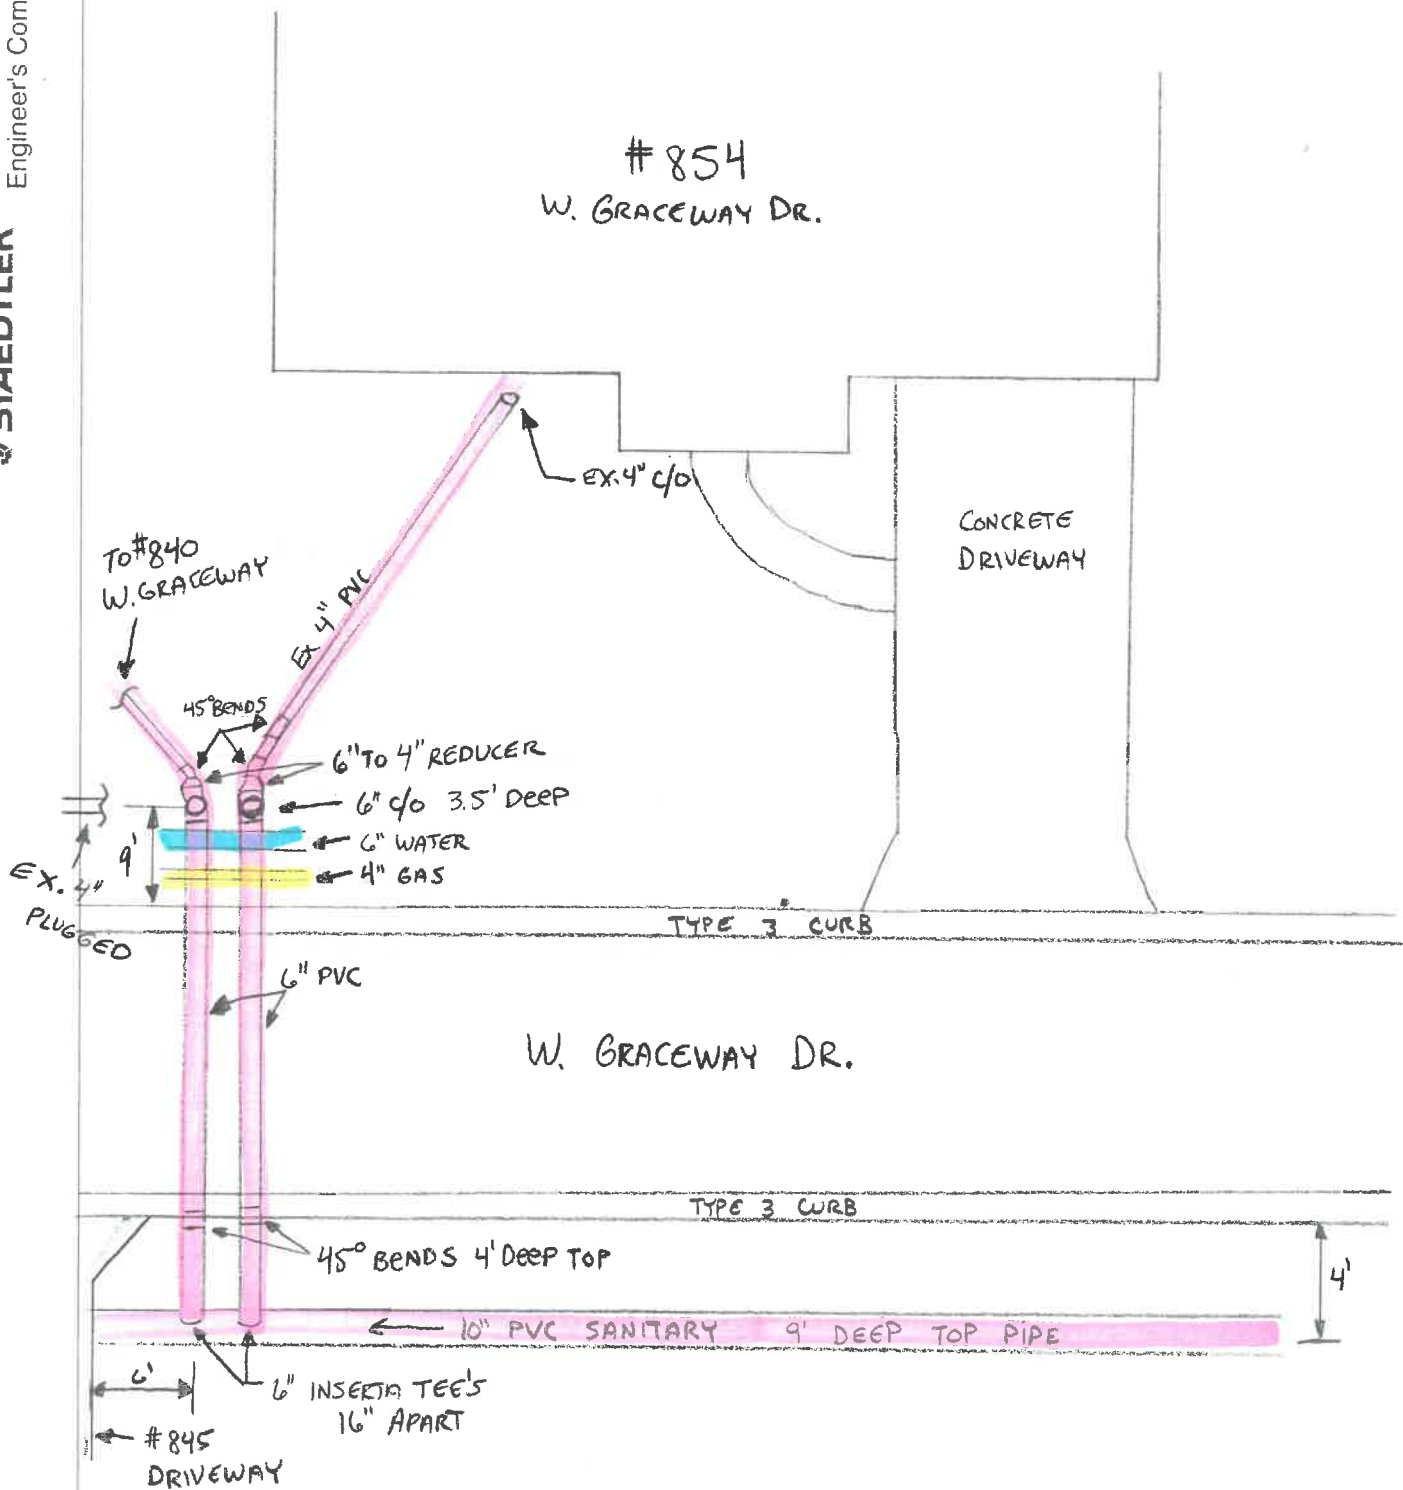 Engineer's Com
STAEDTLER
# 854
W. GRACEWAY DR.
EX. 4" C/O
CONCRETE
DRIVEWAY
TO #840
W. GRACEWAY
EX 4" PVC
45° BENDS
6" TO 4" REDUCER
6" C/O 3.5' DEEP
6" WATER
4" GAS
9'
EX. 4"
PLUGGED
TYPE 3 CURB
6" PVC
W. GRACEWAY DR.
TYPE 3 CURB
45° BENDS 4' DEEP TOP
4'
10" PVC SANITARY 9' DEEP TOP PIPE
6'
6" INSERTA TEE'S
16" APART
#845
DRIVEWAY